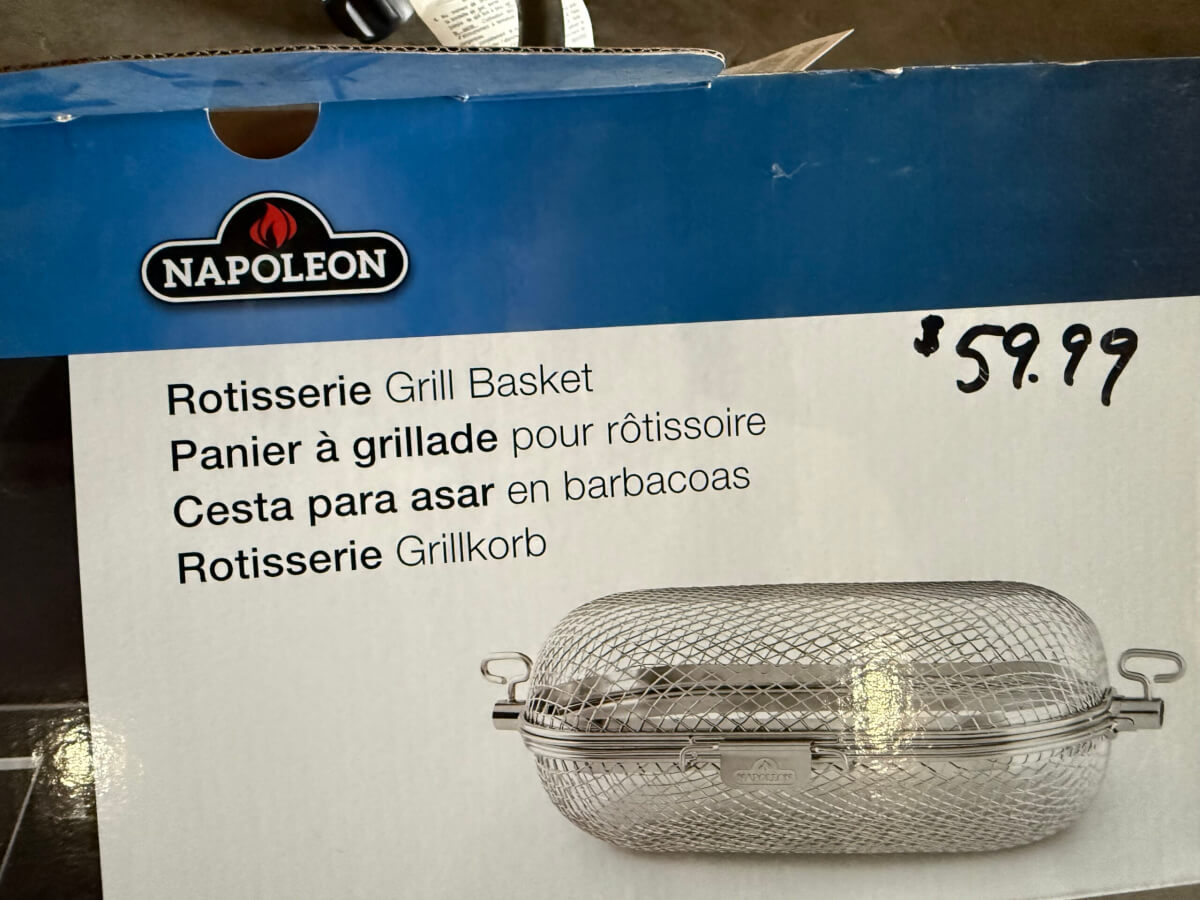 NAPOLEON
$59.99
Rotisserie Grill Basket
Panier à grillade pour rôtissoire
Cesta para asar en barbacoas
Rotisserie Grillkorb
NAPOLEON